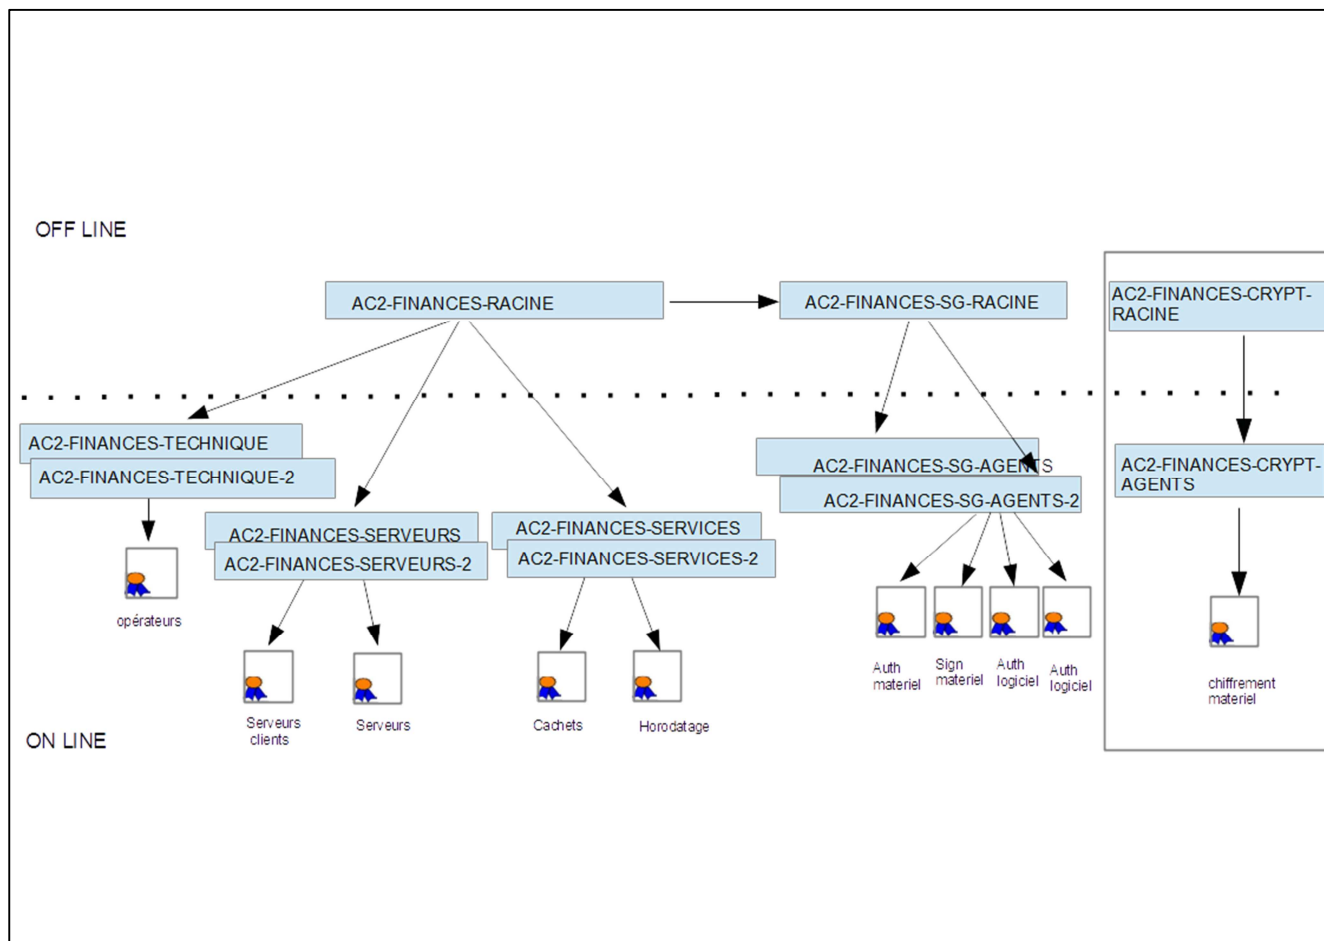 OFF LINE
AC2-FINANCES-RACINE
AC2-FINANCES-SG-RACINE
AC2-FINANCES-CRYPT-
RACINE
AC2-FINANCES-TECHNIQUE
AC2-FINANCES-TECHNIQUE-2
AC2-FINANCES-SG-AGENTS
AC2-FINANCES-SG-AGENTS-2
AC2-FINANCES-CRYPT-
AGENTS
AC2-FINANCES-SERVEURS
AC2-FINANCES-SERVEURS-2
AC2-FINANCES-SERVICES
AC2-FINANCES-SERVICES-2
opérateurs
Serveurs
clients
Serveurs
Cachets
Horodatage
Auth
materiel
Sign
materiel
Auth
logiciel
Auth
logiciel
chiffrement
materiel
ON LINE